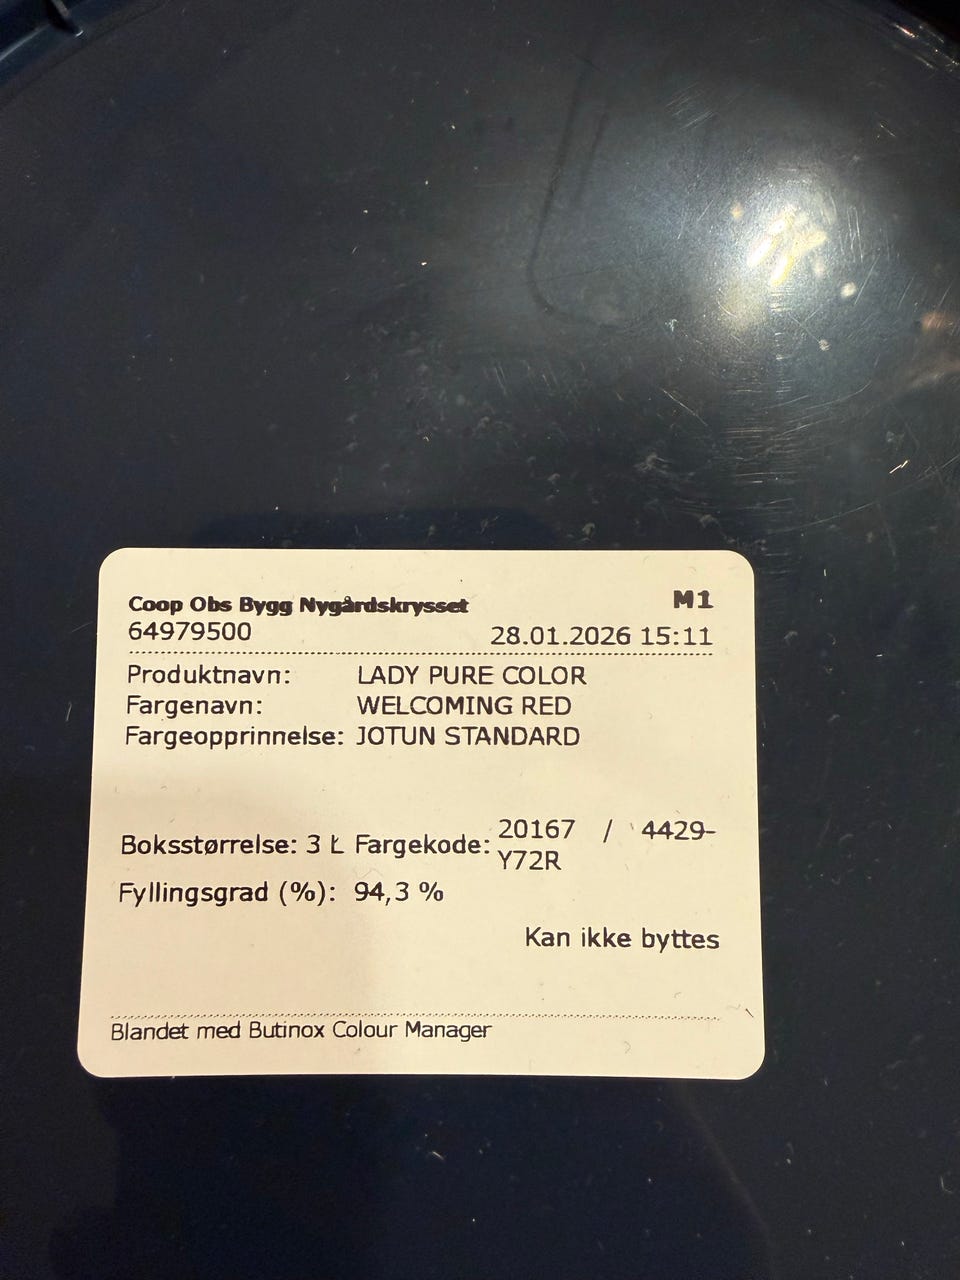 Coop Obs Bygg Nygårdskrysset
M1
64979500
28.01.2026 15:11
Produktnavn: LADY PURE COLOR
Fargenavn: WELCOMING RED
Fargeopprinnelse: JOTUN STANDARD
Boksstørrelse: 3 L Fargekode: 20167 / 4429-
Y72R
Fyllingsgrad (%): 94,3 %
Kan ikke byttes
Blandet med Butinox Colour Manager